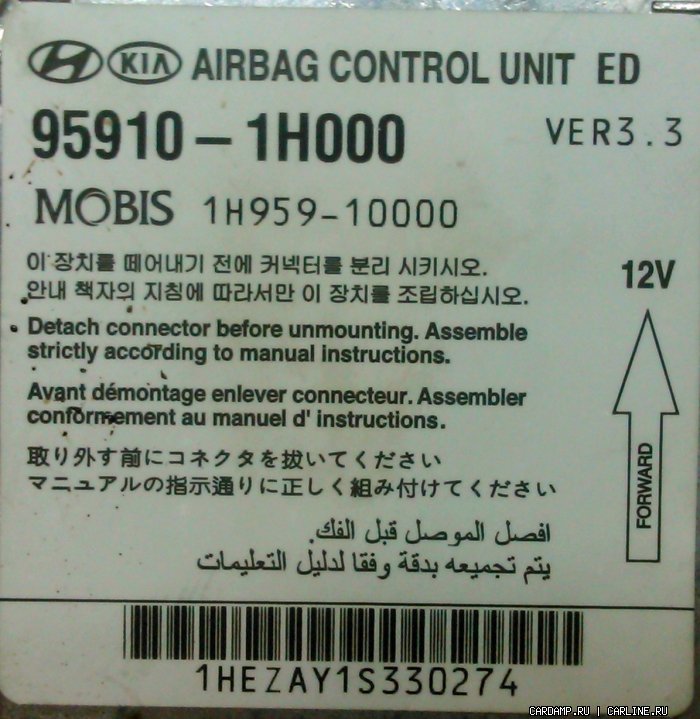 KIA AIRBAG CONTROL UNIT ED
95910-1H000
VER3.3
MOBIS 1H959-10000
이 장치를 떼어내기 전에 커넥터를 분리 시키시오.
안내 책자의 지침에 따라서만 이 장치를 조립하십시오.
12V
Detach connector before unmounting. Assemble
strictly according to manual instructions.
Avant démontage enlever connecteur. Assembler
conformement au manuel d' instructions.
FORWARD
取り外す前にコネクタを抜いてください
マニュアルの指示通りに正しく組み付けてください
افصل الموصل قبل الفك.
يتم تجميعه بدقة وفقا لدليل التعليمات
1HEZAY1S330274
CARDAMP.RU | CARLINE.RU